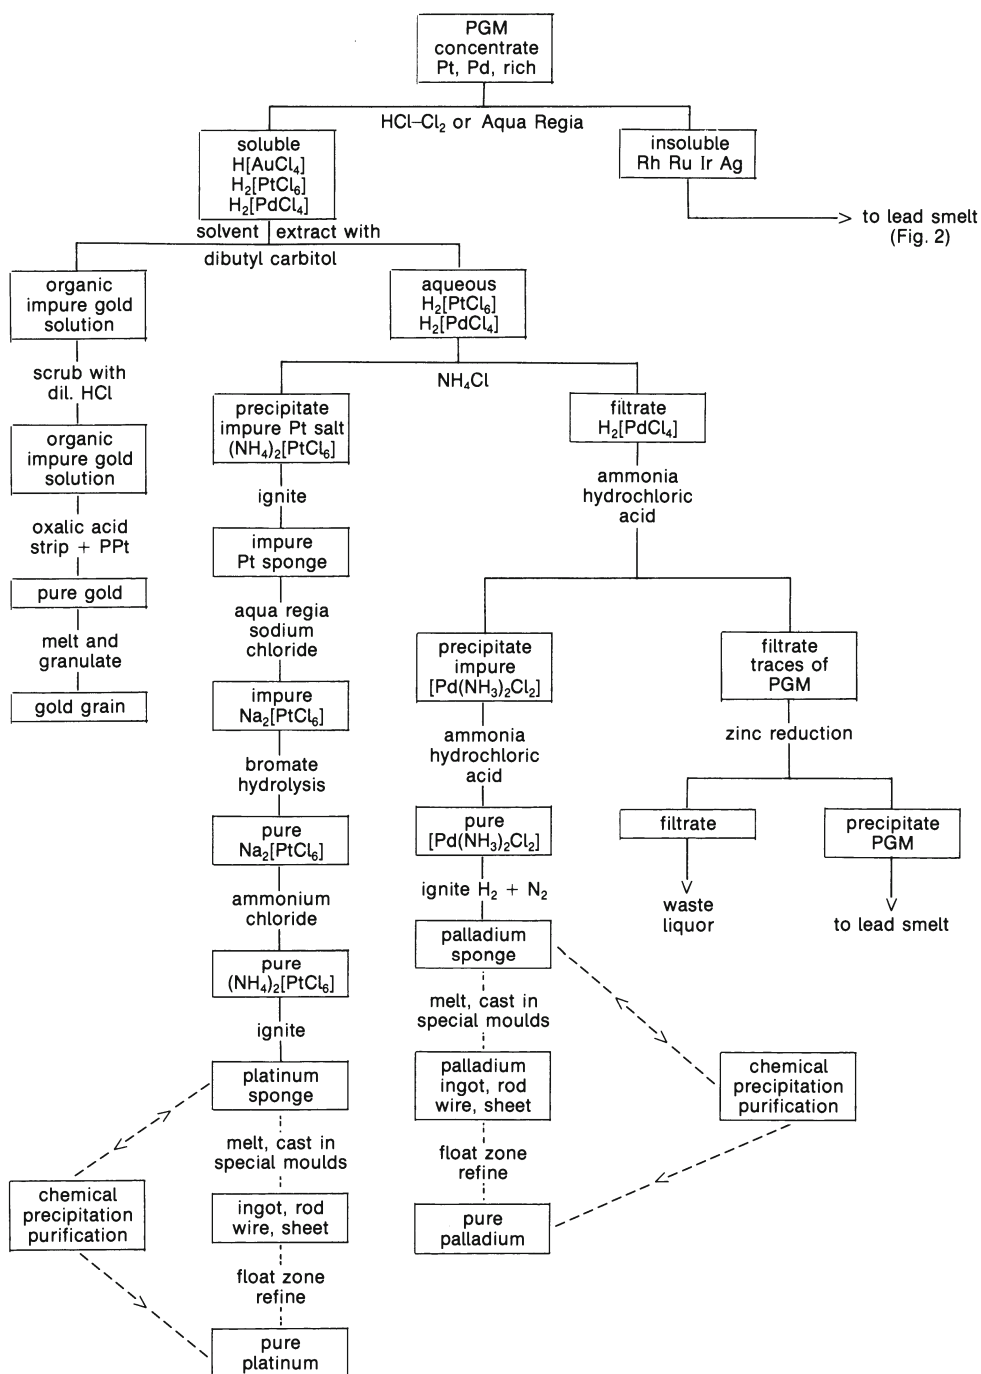 PGM
concentrate
Pt, Pd, rich
HCl–Cl₂ or Aqua Regia
soluble
H[AuCl₄]
H₂[PtCl₆]
H₂[PdCl₄]
insoluble
Rh Ru Ir Ag
to lead smelt
(Fig. 2)
solvent extract with
dibutyl carbitol
organic
impure gold
solution
aqueous
H₂[PtCl₆]
H₂[PdCl₄]
scrub with
dil. HCl
organic
impure gold
solution
oxalic acid
strip + PPt
pure gold
melt and
granulate
gold grain
NH₄Cl
precipitate
impure Pt salt
(NH₄)₂[PtCl₆]
ignite
impure
Pt sponge
aqua regia
sodium
chloride
impure
Na₂[PtCl₆]
bromate
hydrolysis
pure
Na₂[PtCl₆]
ammonium
chloride
pure
(NH₄)₂[PtCl₆]
ignite
platinum
sponge
melt, cast in
special moulds
chemical
precipitation
purification
ingot, rod
wire, sheet
float zone
refine
pure
platinum
filtrate
H₂[PdCl₄]
ammonia
hydrochloric
acid
precipitate
impure
[Pd(NH₃)₂Cl₂]
ammonia
hydrochloric
acid
pure
[Pd(NH₃)₂Cl₂]
ignite H₂ + N₂
palladium
sponge
melt, cast in
special moulds
palladium
ingot, rod
wire, sheet
float zone
refine
pure
palladium
chemical
precipitation
purification
filtrate
traces of
PGM
zinc reduction
filtrate
waste
liquor
precipitate
PGM
to lead smelt